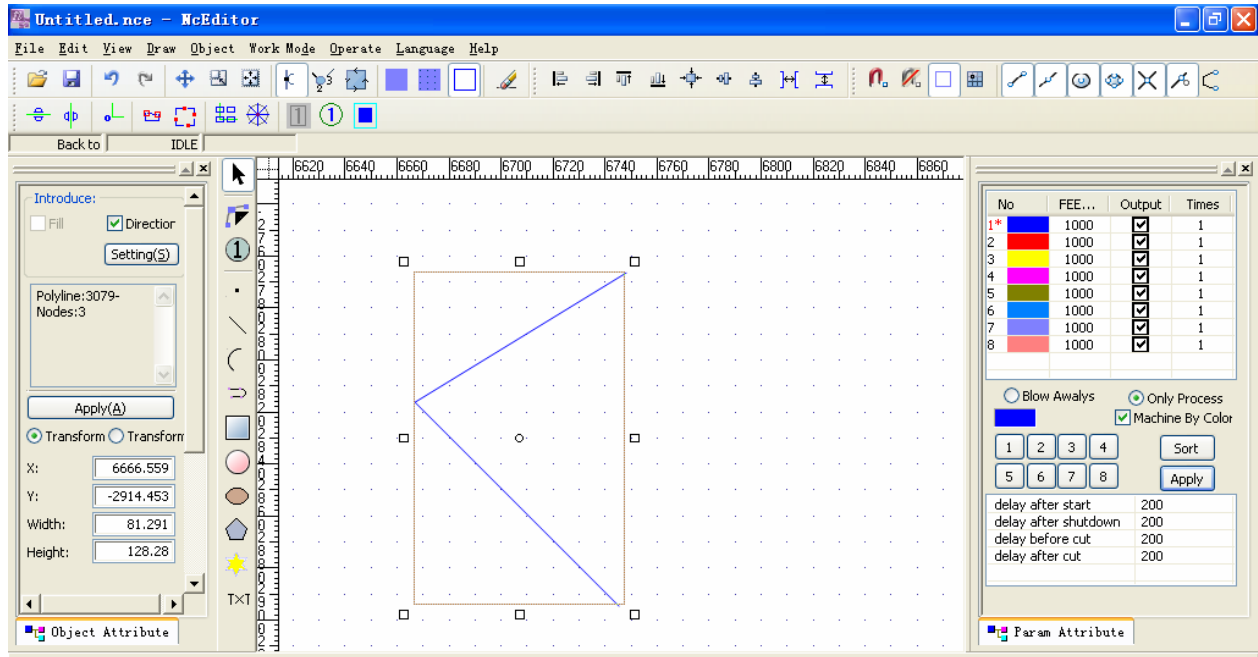 Untitled.nce - NcEditor
File Edit View Draw Object Work Mode Operate Language Help
1 1
Back to IDLE
6620 6640 6660 6680 6700 6720 6740 6760 6780 6800 6820 6840 6860
Introduce:
Fill Direction
Setting(S)
Polyline:3079-
Nodes:3
Apply(A)
Transform Transform
X: 6666.559
Y: -2914.453
Width: 81.291
Height: 128.28
Object Attribute
1
TXT
No FEE... Output Times
1* 1000 1
2 1000 1
3 1000 1
4 1000 1
5 1000 1
6 1000 1
7 1000 1
8 1000 1
Blow Awalys Only Process
Machine By Color
1 2 3 4 Sort
5 6 7 8 Apply
delay after start 200
delay after shutdown 200
delay before cut 200
delay after cut 200
Param Attribute